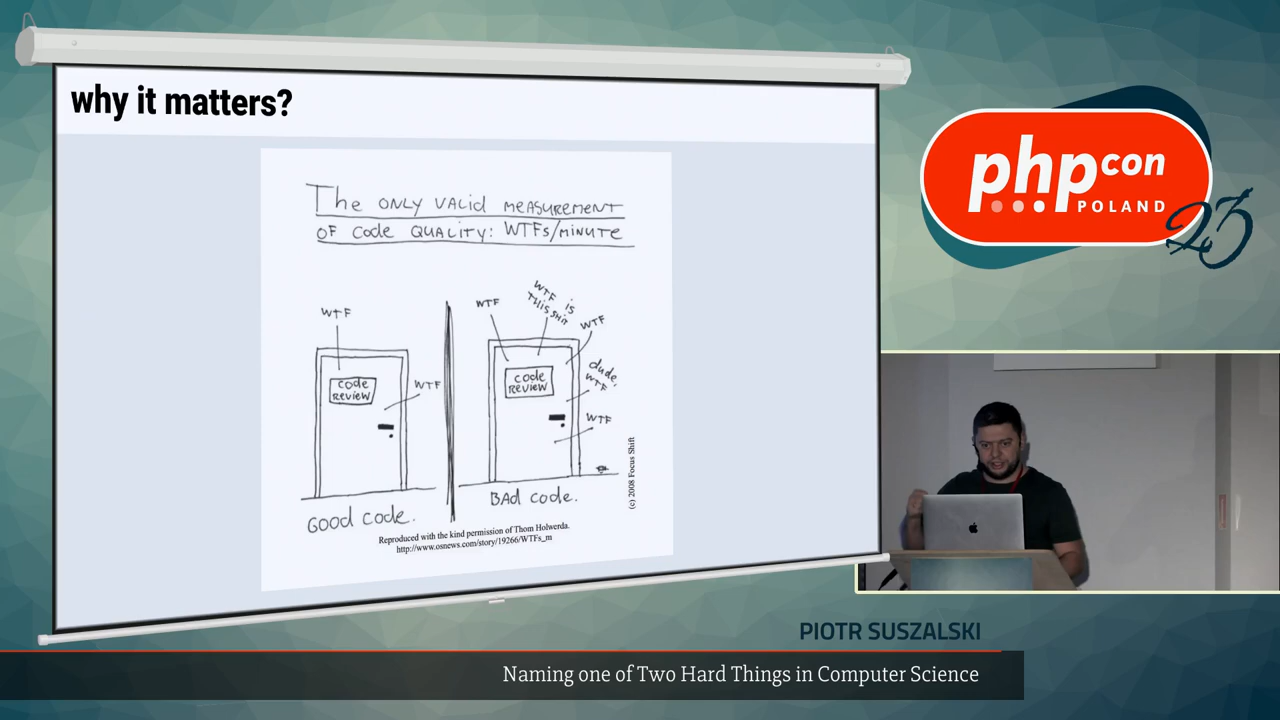 why it matters?
The ONLY VALID MEASUREMENT
OF CODE QUALITY: WTFs/MINUTE
WTF
CODE
REVIEW
WTF
GOOD CODE.
WTF
WTF IS
THIS SHIT
WTF
CODE
REVIEW
dude,
WTF
WTF
BAD CODE.
(c) 2008 Focus Shift
Reproduced with the kind permission of Thom Holwerda.
http://www.osnews.com/story/19266/WTFs_m
php con
POLAND
23
PIOTR SUSZALSKI
Naming one of Two Hard Things in Computer Science